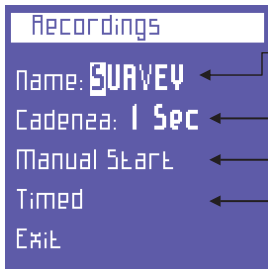 Recordings
Name: SURVEY
Cadenza: 1 Sec
Manual Start
Timed
Exit